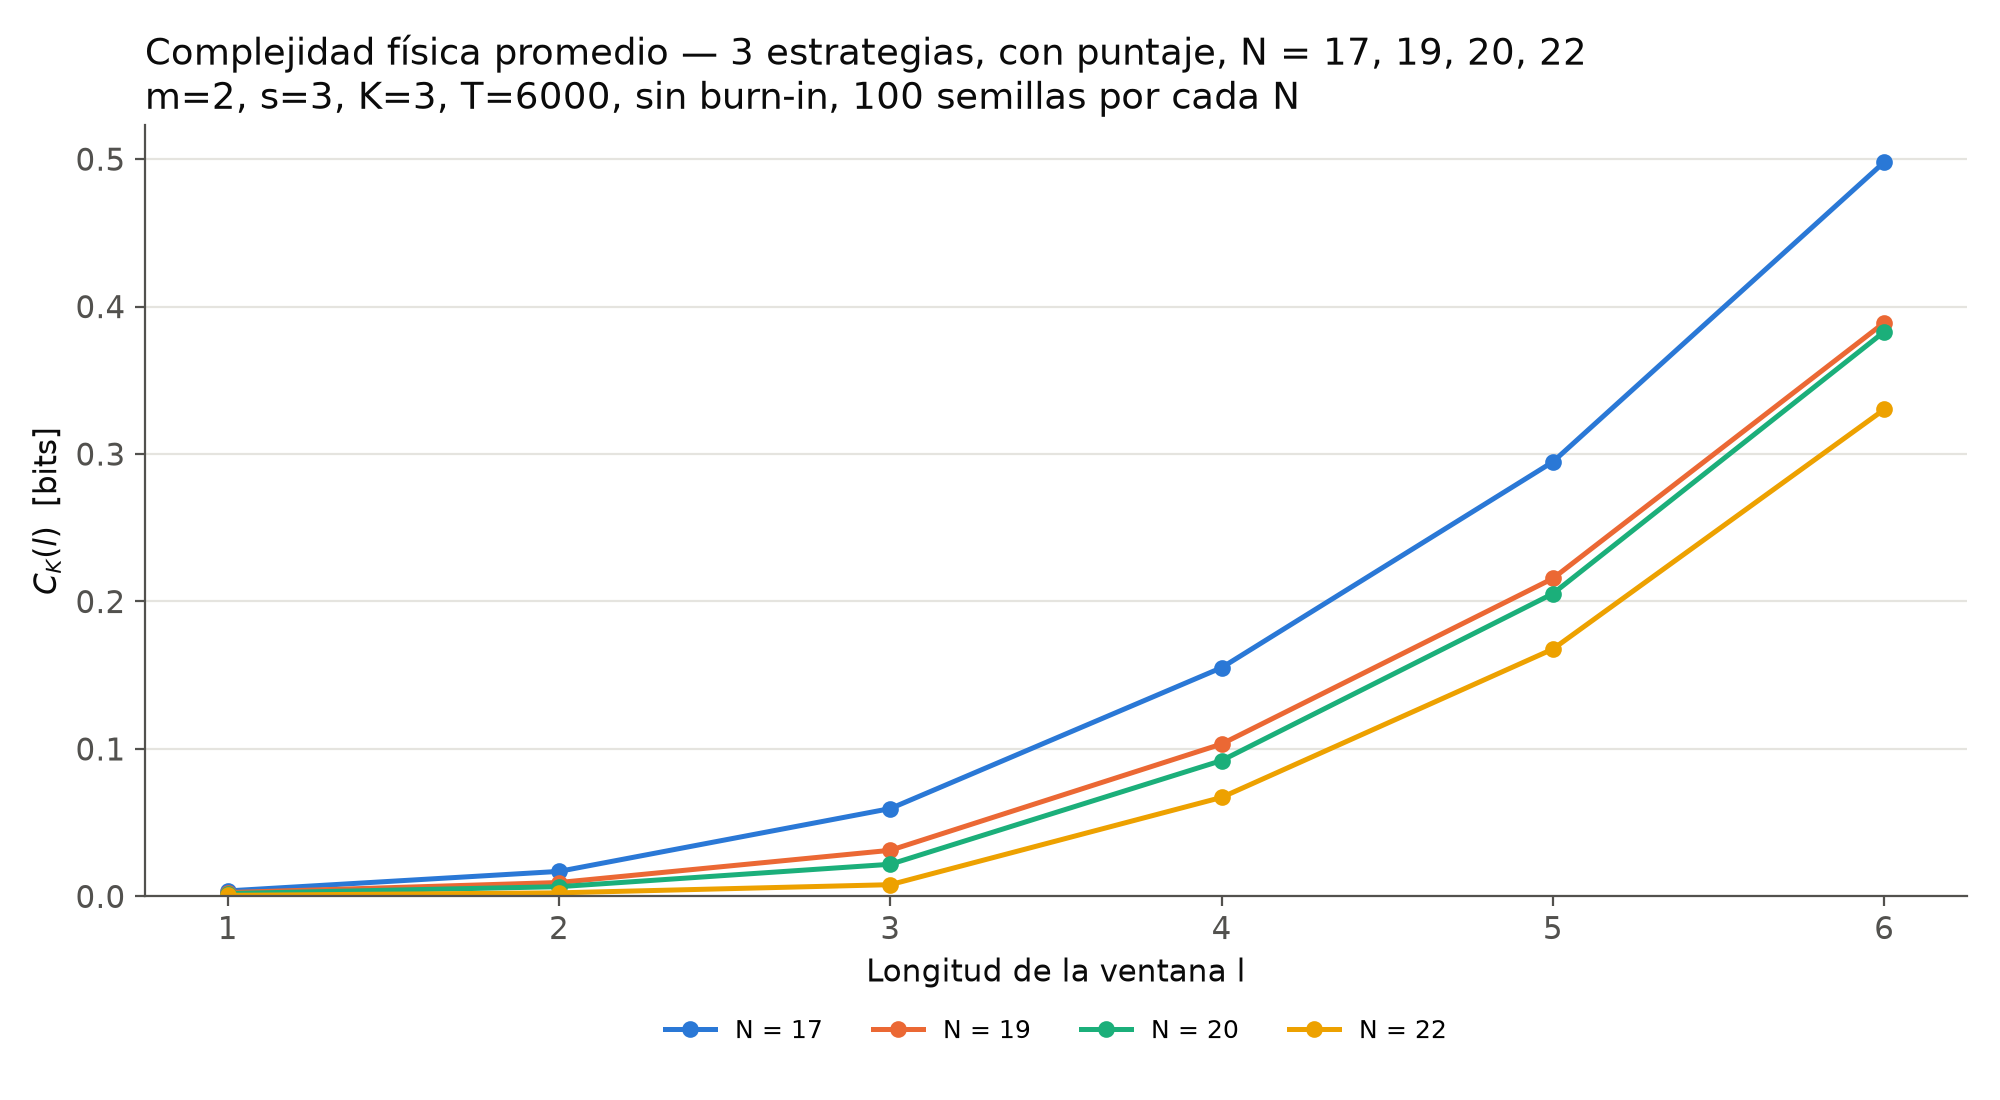 Complejidad física promedio — 3 estrategias, con puntaje, N = 17, 19, 20, 22
m=2, s=3, K=3, T=6000, sin burn-in, 100 semillas por cada N
0.5
0.4
0.3
0.2
0.1
0.0
C_K(l) [bits]
1 2 3 4 5 6
Longitud de la ventana l
N = 17 N = 19 N = 20 N = 22